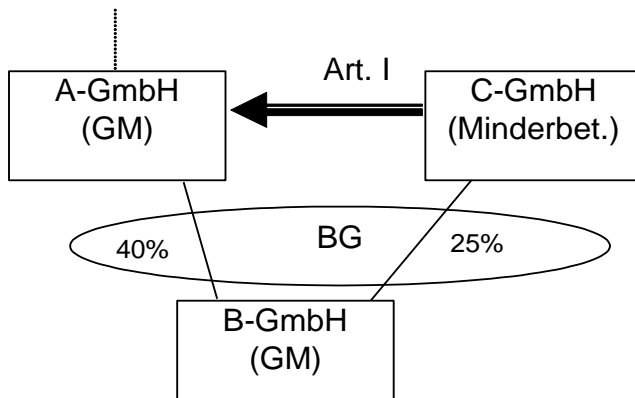 Art. I
A-GmbH
(GM)
C-GmbH
(Minderbet.)
40%
BG
25%
B-GmbH
(GM)